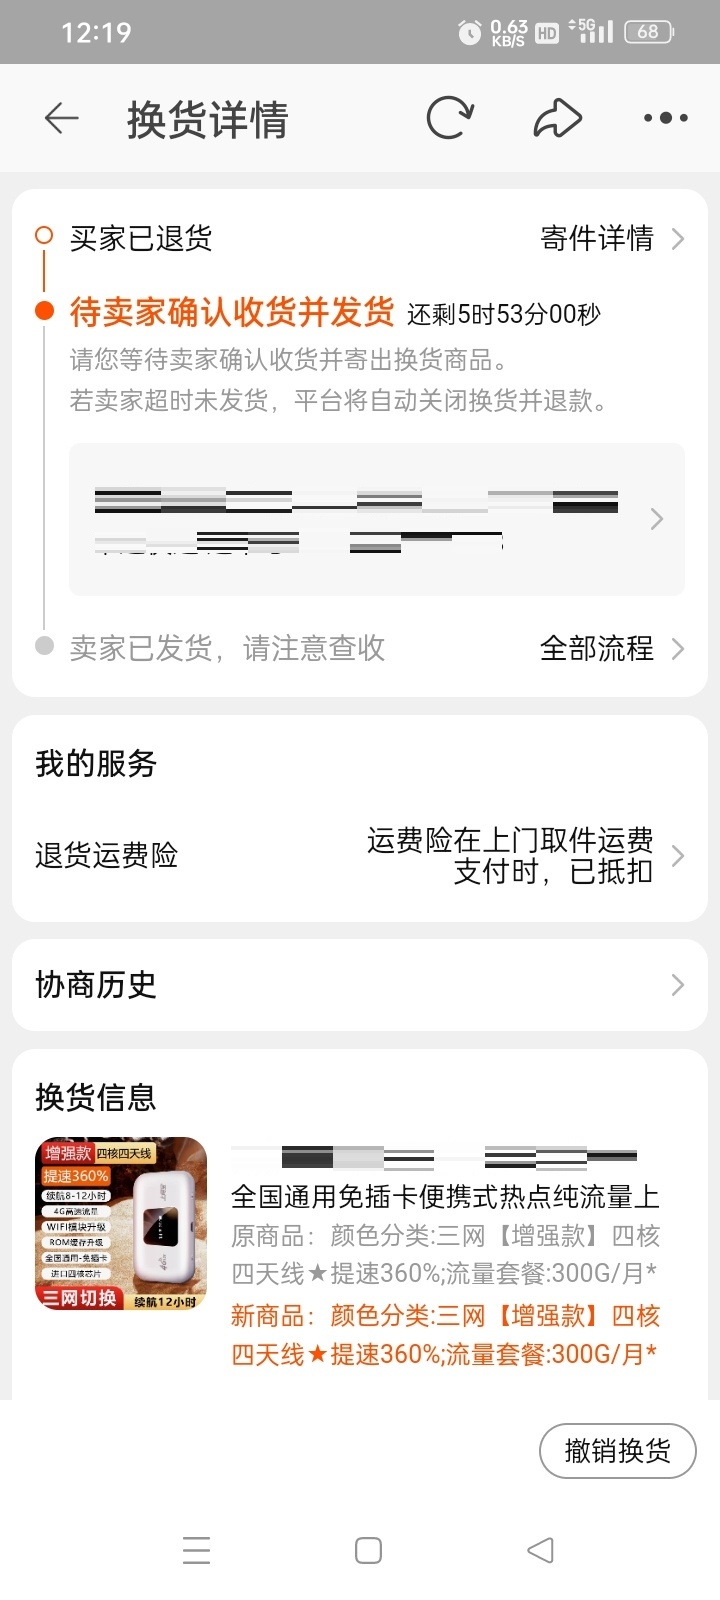 12:19
0.63
KB/S
HD
5G
68
换货详情
买家已退货
寄件详情
待卖家确认收货并发货 还剩5时53分00秒
请您等待卖家确认收货并寄出换货商品。
若卖家超时未发货，平台将自动关闭换货并退款。
卖家已发货，请注意查收
全部流程
我的服务
退货运费险
运费险在上门取件运费
支付时，已抵扣
协商历史
换货信息
增强款 四核四天线
提速360%
续航8-12小时
4G高速流量
WIFI模块升级
ROM缓存升级
全国通用-免插卡
进口四核芯片
三网切换 续航12小时
全国通用免插卡便携式热点纯流量上
原商品：颜色分类:三网【增强款】四核
四天线★提速360%;流量套餐:300G/月*
新商品：颜色分类:三网【增强款】四核
四天线★提速360%;流量套餐:300G/月*
撤销换货